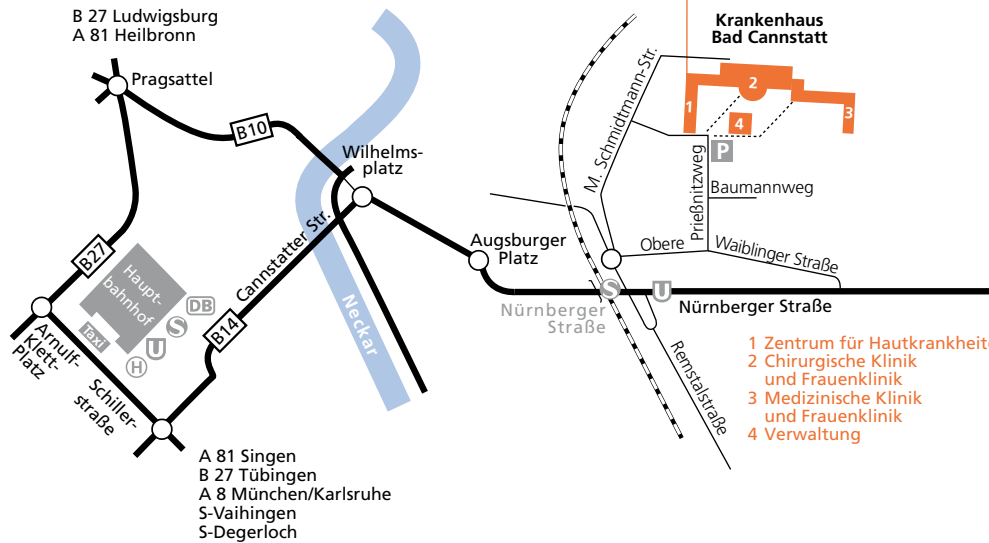 B 27 Ludwigsburg
A 81 Heilbronn
Pragsattel
B10
Wilhelms-
platz
Krankenhaus
Bad Cannstatt
M. Schmidtmann-Str.
1
2
3
4
P
Prießnitzweg
Baumannweg
Obere
Waiblinger Straße
Augsburger
Platz
Cannstatter Str.
Neckar
B27
Haupt-
bahnhof
Taxi
DB
S
U
H
B14
Arnulf-
Klett-
Platz
Schiller-
straße
S
U
Nürnberger
Straße
Nürnberger Straße
Remstalstraße
1 Zentrum für Hautkrankheite
2 Chirurgische Klinik
und Frauenklinik
3 Medizinische Klinik
und Frauenklinik
4 Verwaltung
A 81 Singen
B 27 Tübingen
A 8 München/Karlsruhe
S-Vaihingen
S-Degerloch